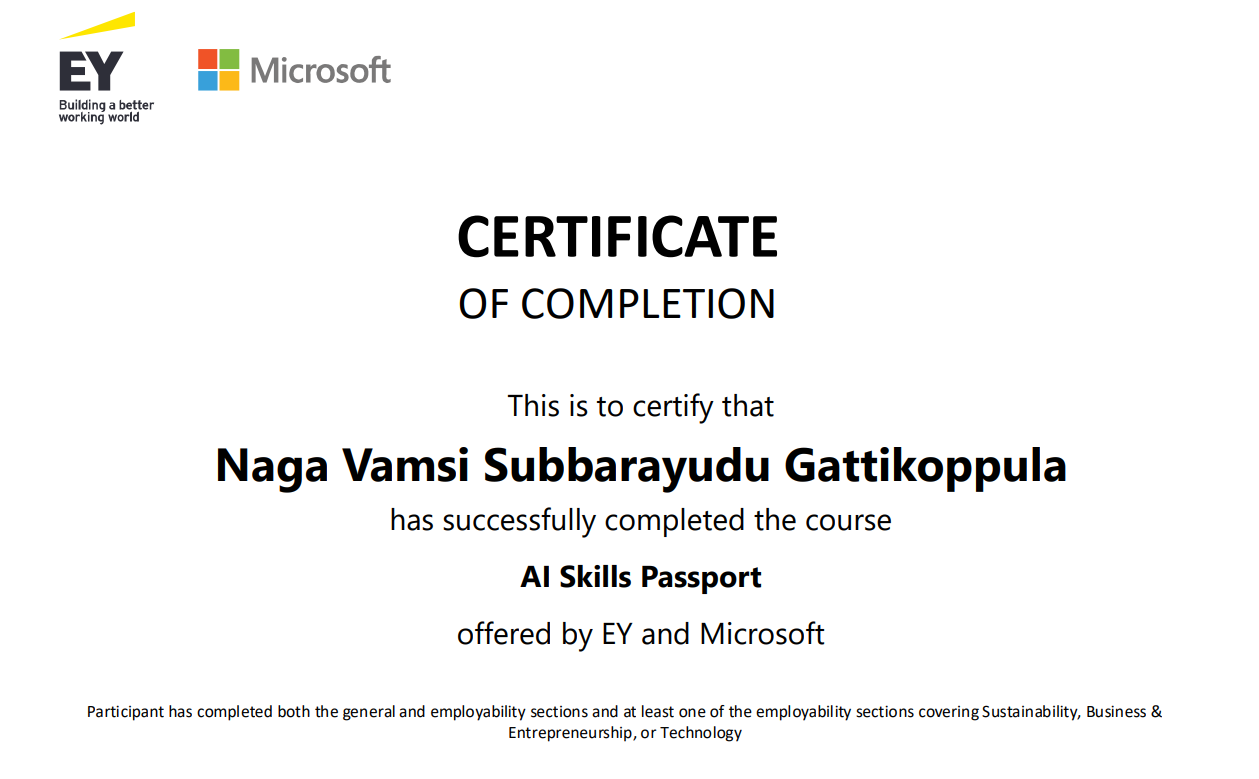 EY
Building a better
working world
Microsoft
CERTIFICATE
OF COMPLETION
This is to certify that
Naga Vamsi Subbarayudu Gattikoppula
has successfully completed the course
AI Skills Passport
offered by EY and Microsoft
Participant has completed both the general and employability sections and at least one of the employability sections covering Sustainability, Business &
Entrepreneurship, or Technology